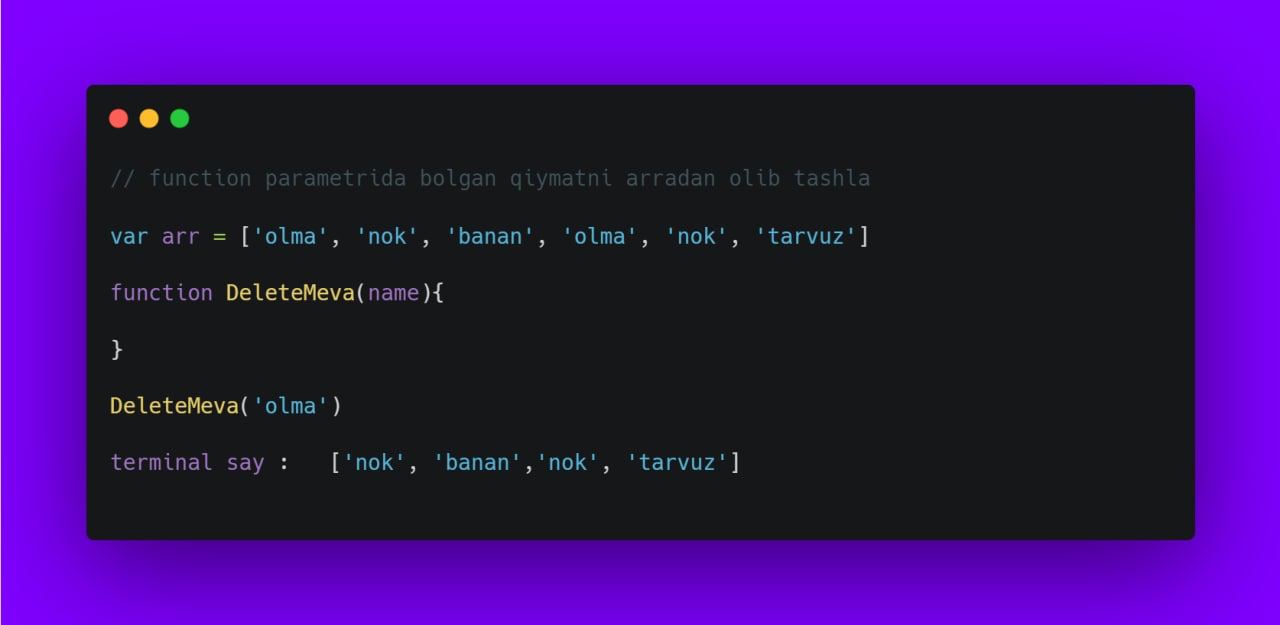 // function parametrida bolgan qiymatni arradan olib tashla
var arr = ['olma', 'nok', 'banan', 'olma', 'nok', 'tarvuz']
function DeleteMeva(name){
}
DeleteMeva('olma')
terminal say :   ['nok', 'banan','nok', 'tarvuz']